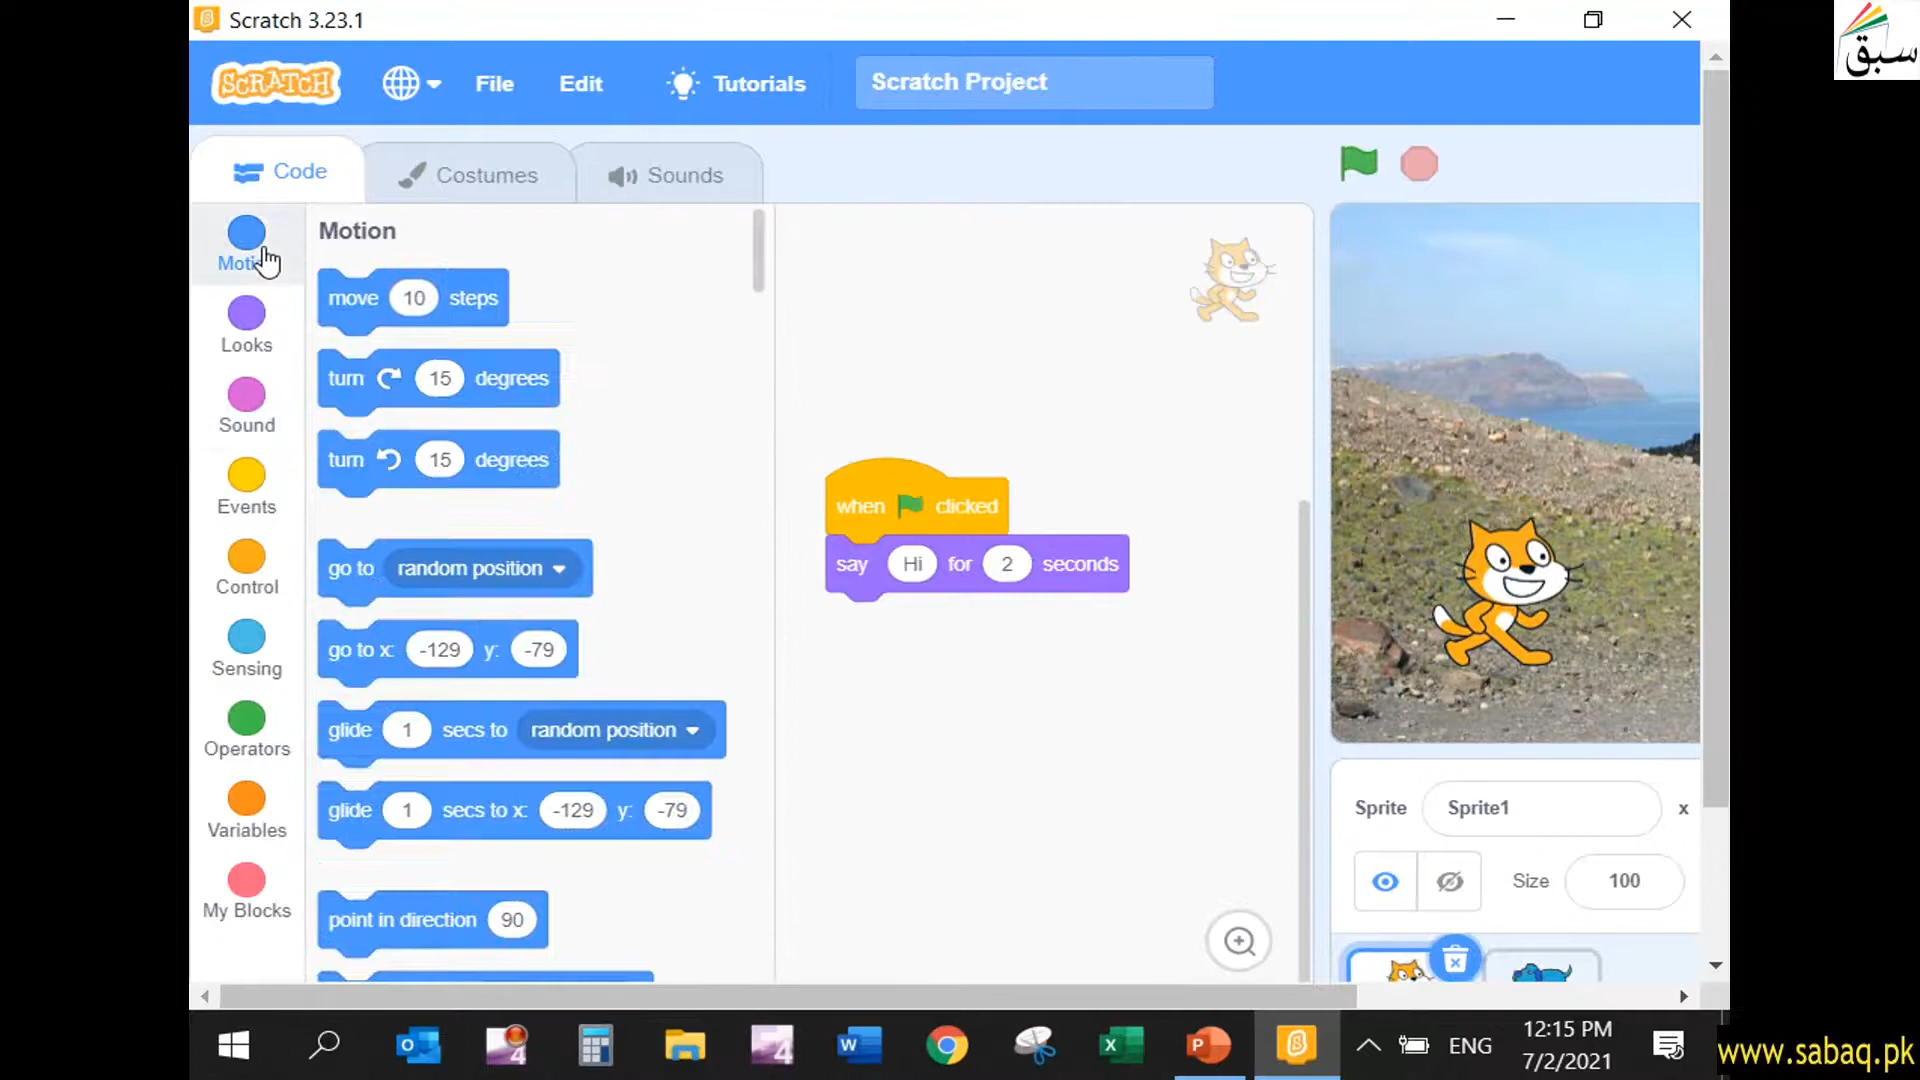 Scratch 3.23.1
سبق
SCRATCH File Edit Tutorials Scratch Project
Code Costumes Sounds
Motion
Looks
Sound
Events
Control
Sensing
Operators
Variables
My Blocks
Motion
move 10 steps
turn 15 degrees
turn 15 degrees
go to random position
go to x: -129 y: -79
glide 1 secs to random position
glide 1 secs to x: -129 y: -79
point in direction 90
when clicked
say Hi for 2 seconds
Sprite Sprite1 x
Size 100
ENG
12:15 PM
7/2/2021
www.sabaq.pk